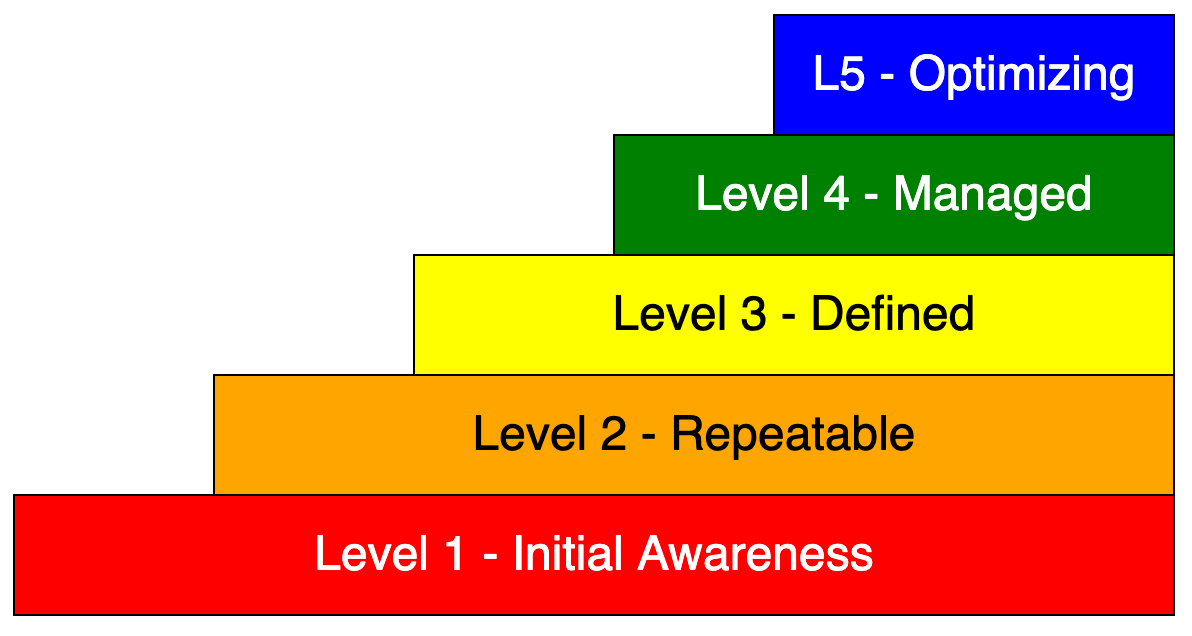 L5 - Optimizing
Level 4 - Managed
Level 3 - Defined
Level 2 - Repeatable
Level 1 - Initial Awareness